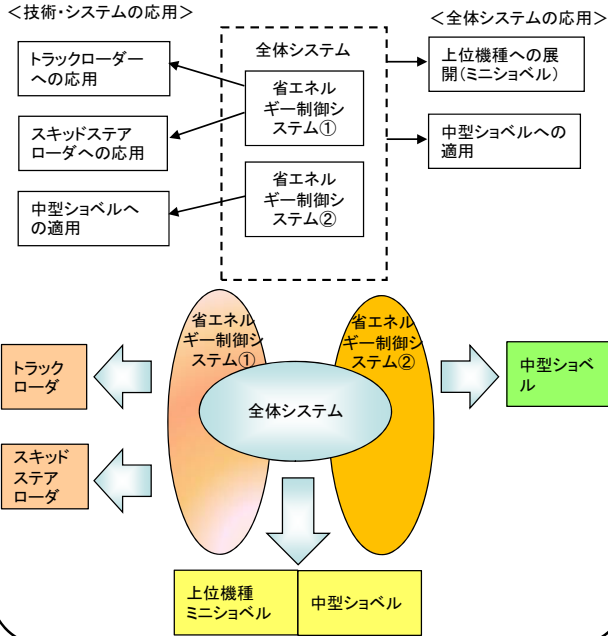 ＜技術・システムの応用＞
＜全体システムの応用＞
トラックローダー
への応用
スキッドステア
ローダへの応用
中型ショベルへ
の適用
全体システム
省エネル
ギー制御シ
ステム①
省エネル
ギー制御シ
ステム②
上位機種への展
開(ミニショベル)
中型ショベルへの
適用
省エネル
ギー制御シ
ステム①
省エネル
ギー制御シ
ステム②
全体システム
トラック
ローダ
スキッド
ステア
ローダ
中型ショベ
ル
上位機種
ミニショベル
中型ショベル